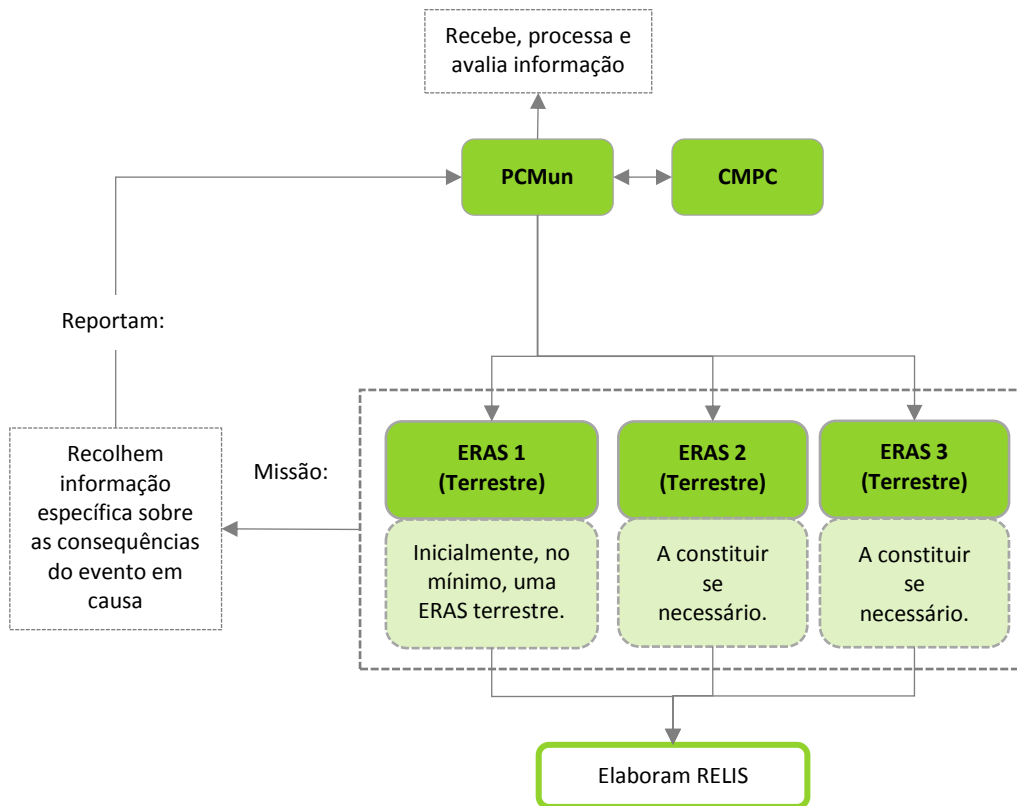 Recebe, processa e
avalia informação
PCMun
CMPC
Reportam:
Recolhem
informação
específica sobre
as consequências
do evento em
causa
Missão:
ERAS 1
(Terrestre)
ERAS 2
(Terrestre)
ERAS 3
(Terrestre)
Inicialmente, no
mínimo, uma
ERAS terrestre.
A constituir
se
necessário.
A constituir
se
necessário.
Elaboram RELIS